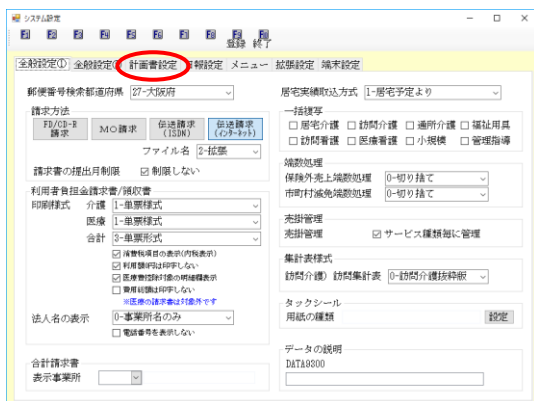 システム設定
F1 F2 F3 F4 F5 F6 F7 F8 F9
登録 終了
全般設定① 全般設定 計画書設定 報設定 メニュー 拡張設定 端末設定
郵便番号検索都道府県 27-大阪府
居宅実績取込方式 1-居宅予定より
請求方法
FD/CD-R請求 MO請求 伝送請求(ISDN) 伝送請求(インターネット)
ファイル名 2-拡張
請求書の提出月制限 制限しない
一括複写
居宅介護 訪問介護 通所介護 福祉用具
訪問看護 医療看護 小規模 管理指導
端数処理
保険外売上端数処理 0-切り捨て
市町村減免端数処理 0-切り捨て
利用者負担金請求書/領収書
印刷様式 介護 1-単票様式
医療 1-単票様式
合計 3-単票形式
消費税項目の表示(内税表示)
利用額0円は印字しない
医療費控除対象の明細欄表示
費用総額は印字しない
※医療の請求書は対象外です
法人名の表示 0-事業所名のみ
電話番号を表示しない
売掛管理
売掛管理 サービス種類毎に管理
集計表様式
訪問介護) 訪問集計表 0-訪問介護抜粋版
タックシール
用紙の種類 設定
合計請求書
表示事業所
データの説明
DATA9300